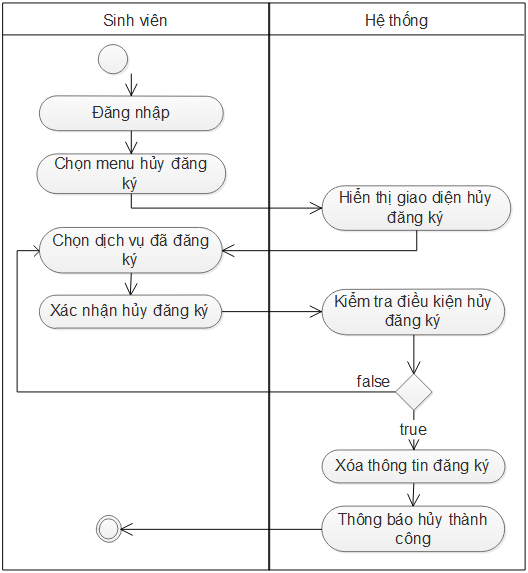 Sinh viên
Hệ thống
Đăng nhập
Chọn menu hủy đăng
ký
Hiển thị giao diện hủy
đăng ký
Chọn dịch vụ đã đăng
ký
Xác nhận hủy đăng ký
Kiểm tra điều kiện hủy
đăng ký
false
true
Xóa thông tin đăng ký
Thông báo hủy thành
công